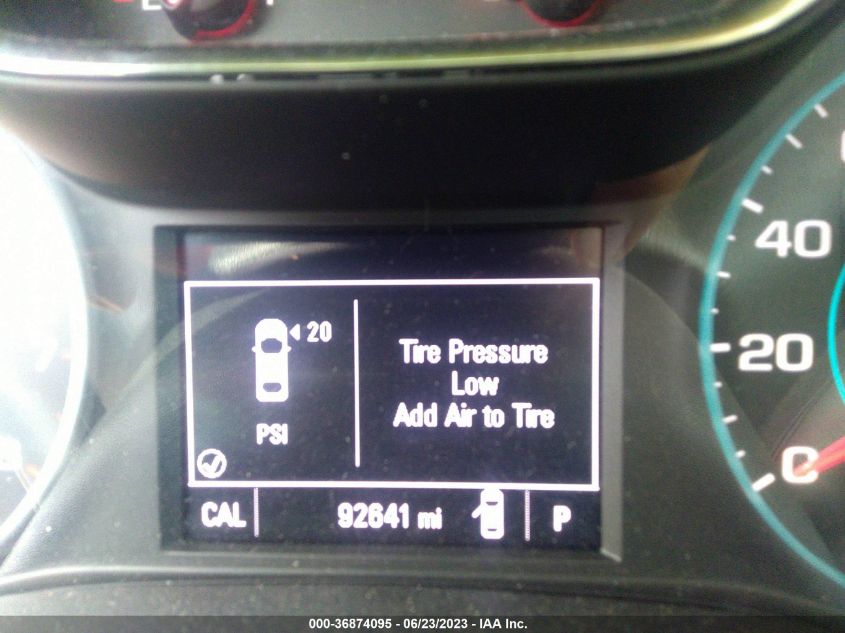 E
20
Tire Pressure
Low
Add Air to Tire
PSI
CAL
92641 mi
P
40
20
0
000-36874095 - 06/23/2023 - IAA Inc.